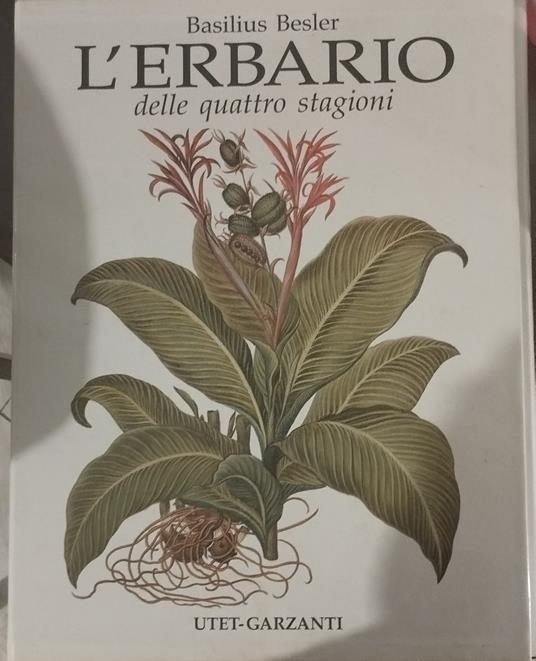 Basilius Besler
L'ERBARIO
delle quattro stagioni
UTET-GARZANTI